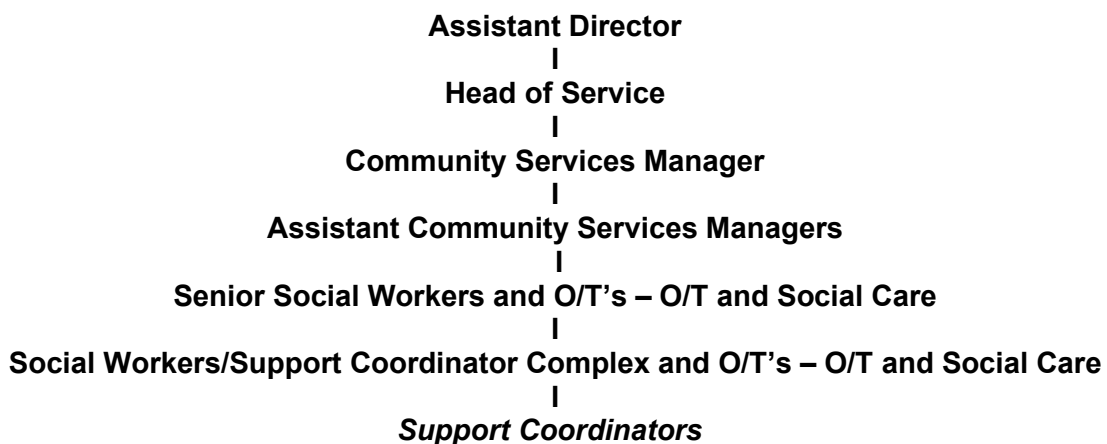 Assistant Director
I
Head of Service
I
Community Services Manager
I
Assistant Community Services Managers
I
Senior Social Workers and O/T’s – O/T and Social Care
I
Social Workers/Support Coordinator Complex and O/T’s – O/T and Social Care
I
Support Coordinators